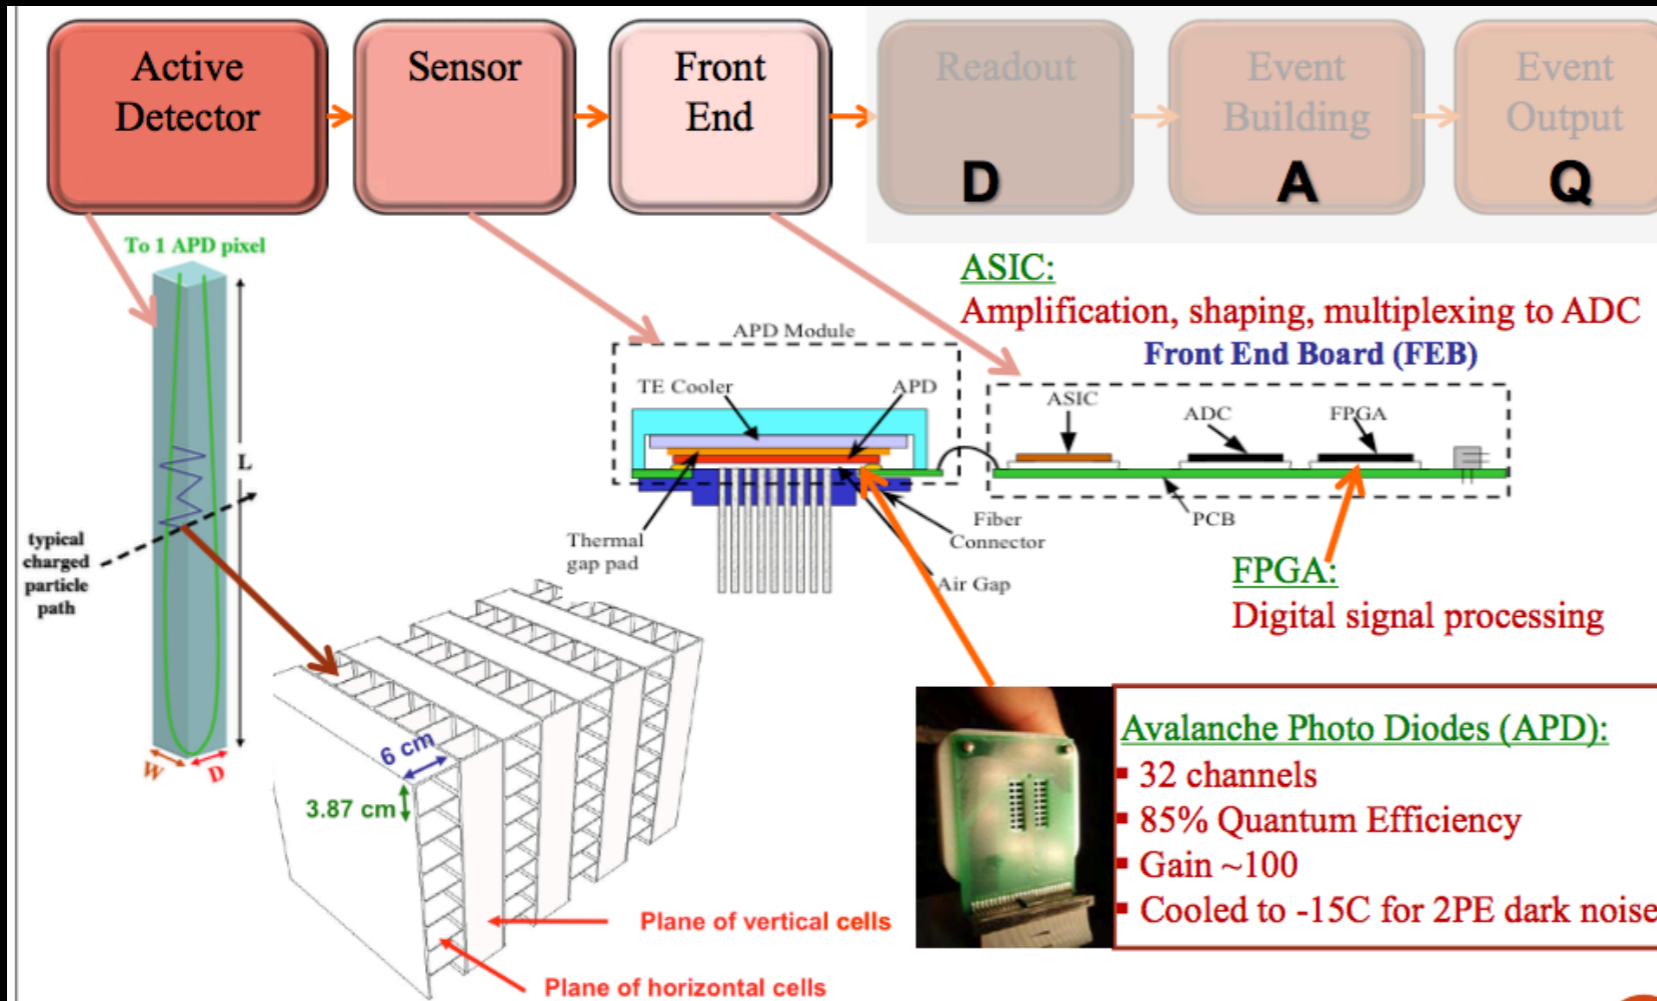 Active
Detector
Sensor
Front
End
Readout
Event
Building
Event
Output
D
A
Q
To 1 APD pixel
L
typical
charged
particle
path
W
D
APD Module
TE Cooler
APD
Thermal
gap pad
Fiber
Connector
Air Gap
ASIC:
Amplification, shaping, multiplexing to ADC
Front End Board (FEB)
ASIC
ADC
FPGA
PCB
FPGA:
Digital signal processing
6 cm
3.87 cm
Plane of vertical cells
Plane of horizontal cells
Avalanche Photo Diodes (APD):
▪ 32 channels
▪ 85% Quantum Efficiency
▪ Gain ~100
▪ Cooled to -15C for 2PE dark noise